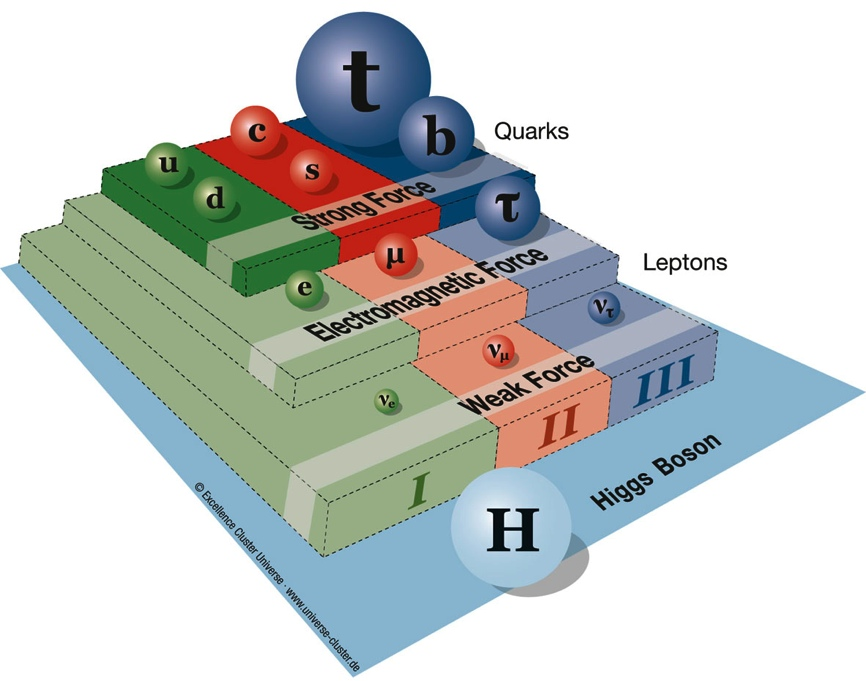 t
c
b
Quarks
u
s
d
Strong Force
τ
μ
Leptons
e
Electromagnetic Force
ντ
νμ
νe
Weak Force
III
II
I
Higgs Boson
H
© Excellence Cluster Universe - www.universe-cluster.de